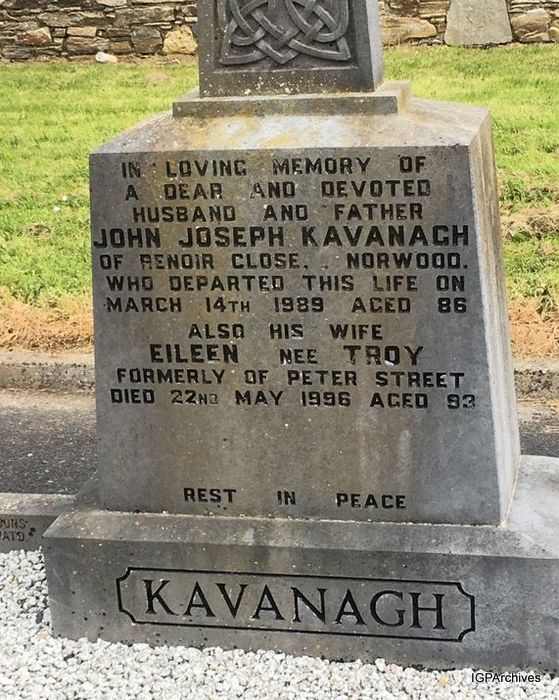 IN LOVING MEMORY OF
A DEAR AND DEVOTED
HUSBAND AND FATHER
JOHN JOSEPH KAVANAGH
OF RENOIR CLOSE, NORWOOD.
WHO DEPARTED THIS LIFE ON
MARCH 14TH 1989 AGED 86
ALSO HIS WIFE
EILEEN NEE TROY
FORMERLY OF PETER STREET
DIED 22ND MAY 1996 AGED 93
REST IN PEACE
KAVANAGH
IGPArchives